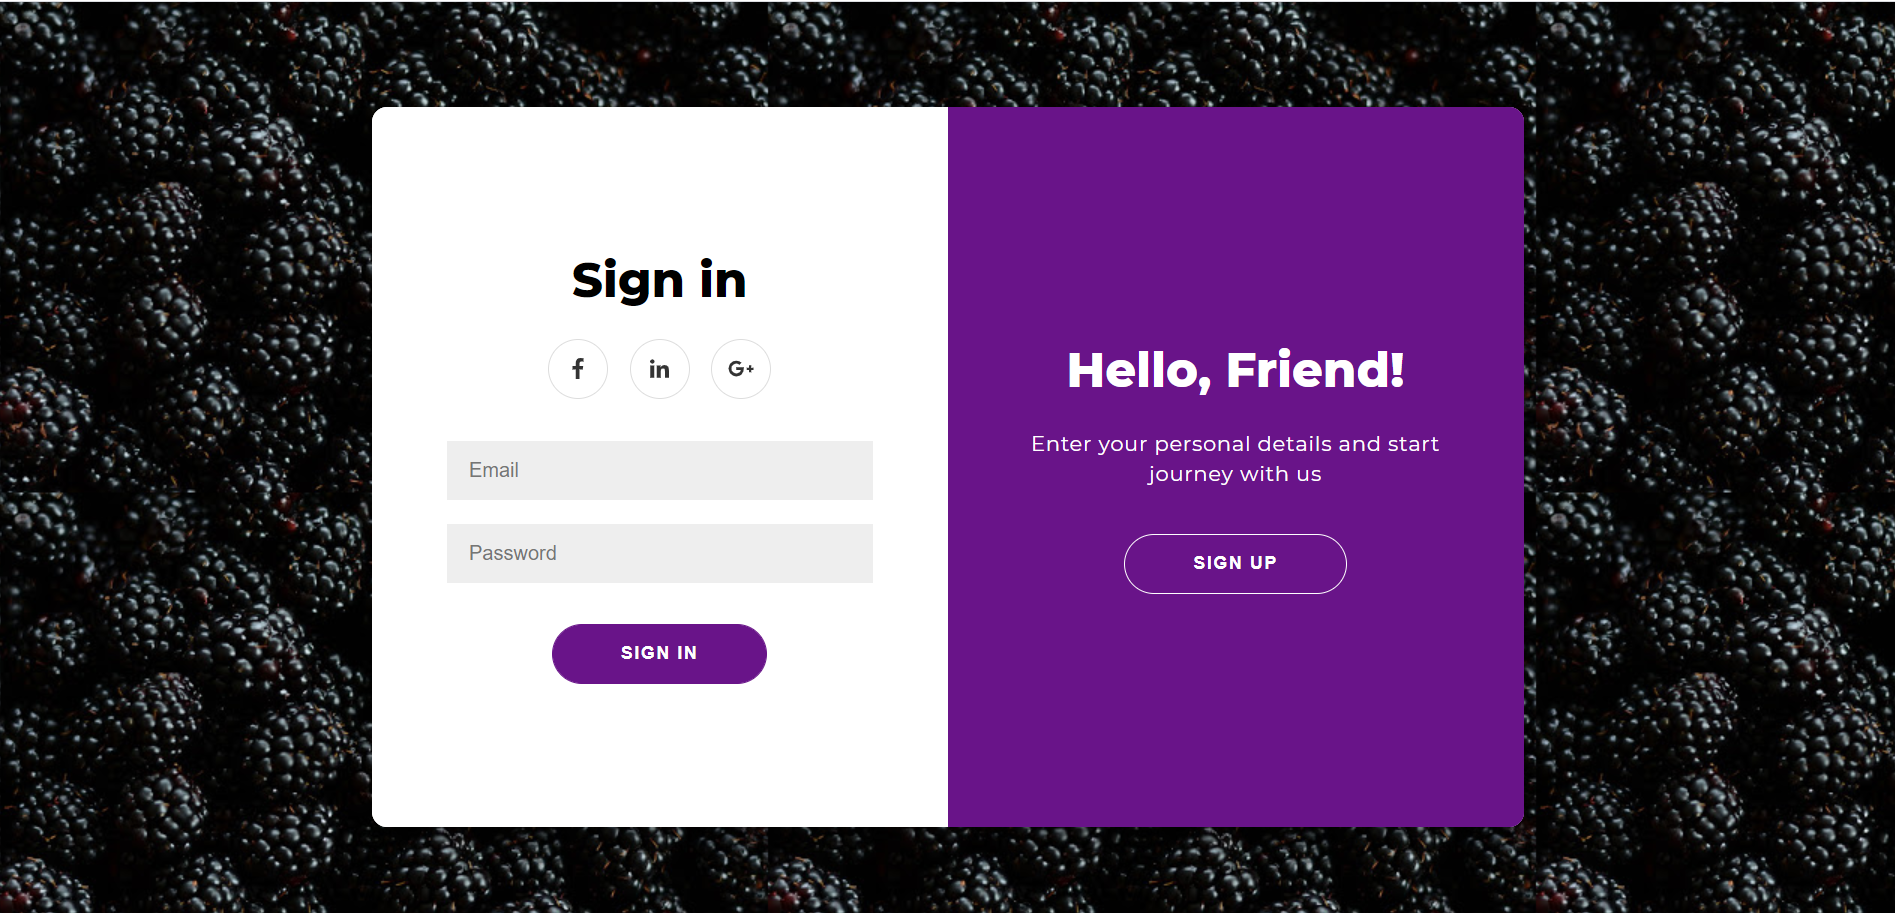 Sign in
f
in
G+
Email
Password
SIGN IN
Hello, Friend!
Enter your personal details and start
journey with us
SIGN UP